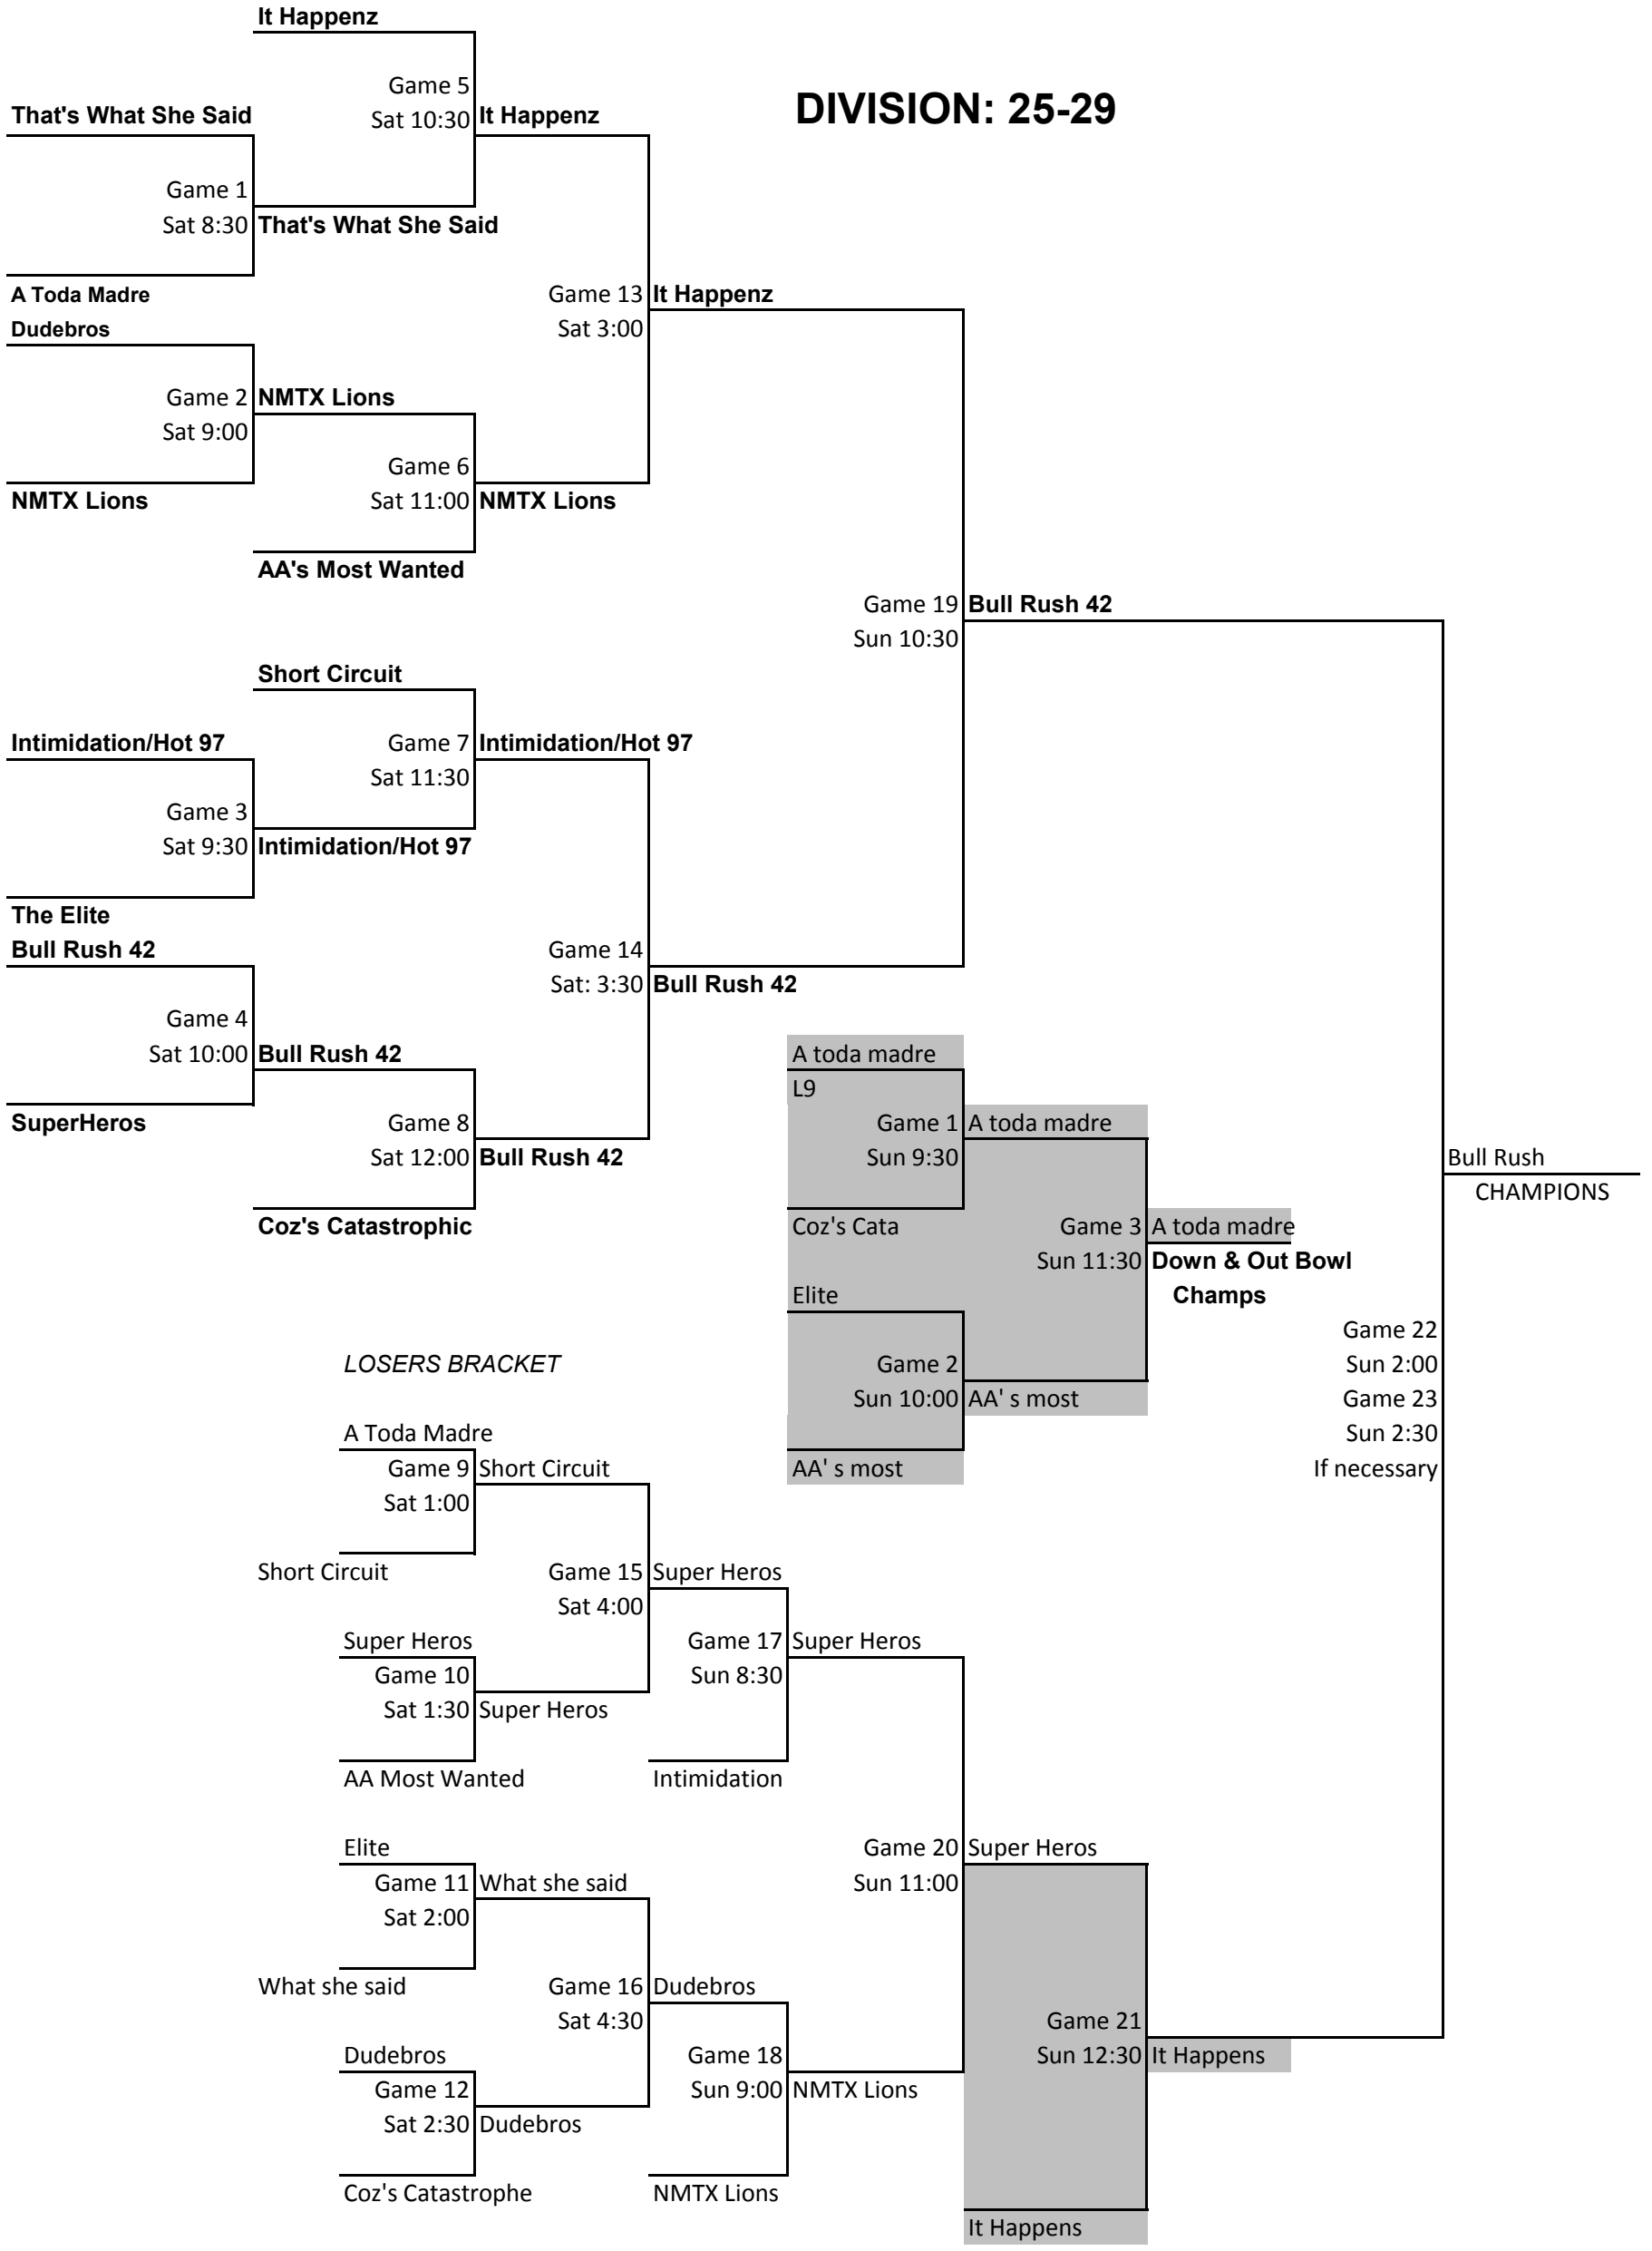 It Happenz
Game 5
DIVISION: 25-29
That's What She Said
Sat 10:30
It Happenz
Game 1
Sat 8:30
That's What She Said
A Toda Madre
Game 13
It Happenz
Dudebros
Sat 3:00
Game 2
NMTX Lions
Sat 9:00
Game 6
NMTX Lions
Sat 11:00
NMTX Lions
AA's Most Wanted
Game 19
Bull Rush 42
Sun 10:30
Short Circuit
Intimidation/Hot 97
Game 7
Intimidation/Hot 97
Sat 11:30
Game 3
Sat 9:30
Intimidation/Hot 97
The Elite
Bull Rush 42
Game 14
Sat: 3:30
Bull Rush 42
Game 4
Sat 10:00
Bull Rush 42
A toda madre
L9
SuperHeros
Game 8
Game 1
A toda madre
Sat 12:00
Bull Rush 42
Sun 9:30
Bull Rush
CHAMPIONS
Coz's Catastrophic
Coz's Cata
Game 3
A toda madre
Sun 11:30
Down & Out Bowl
Elite
Champs
Game 22
LOSERS BRACKET
Game 2
Sun 2:00
Sun 10:00
AA' s most
Game 23
A Toda Madre
Sun 2:30
Game 9
Short Circuit
AA' s most
If necessary
Sat 1:00
Short Circuit
Game 15
Super Heros
Sat 4:00
Super Heros
Game 17
Super Heros
Game 10
Sun 8:30
Sat 1:30
Super Heros
AA Most Wanted
Intimidation
Elite
Game 20
Super Heros
Game 11
What she said
Sun 11:00
Sat 2:00
What she said
Game 16
Dudebros
Sat 4:30
Game 21
Dudebros
Game 18
Sun 12:30
It Happens
Game 12
Sun 9:00
NMTX Lions
Sat 2:30
Dudebros
Coz's Catastrophe
NMTX Lions
It Happens